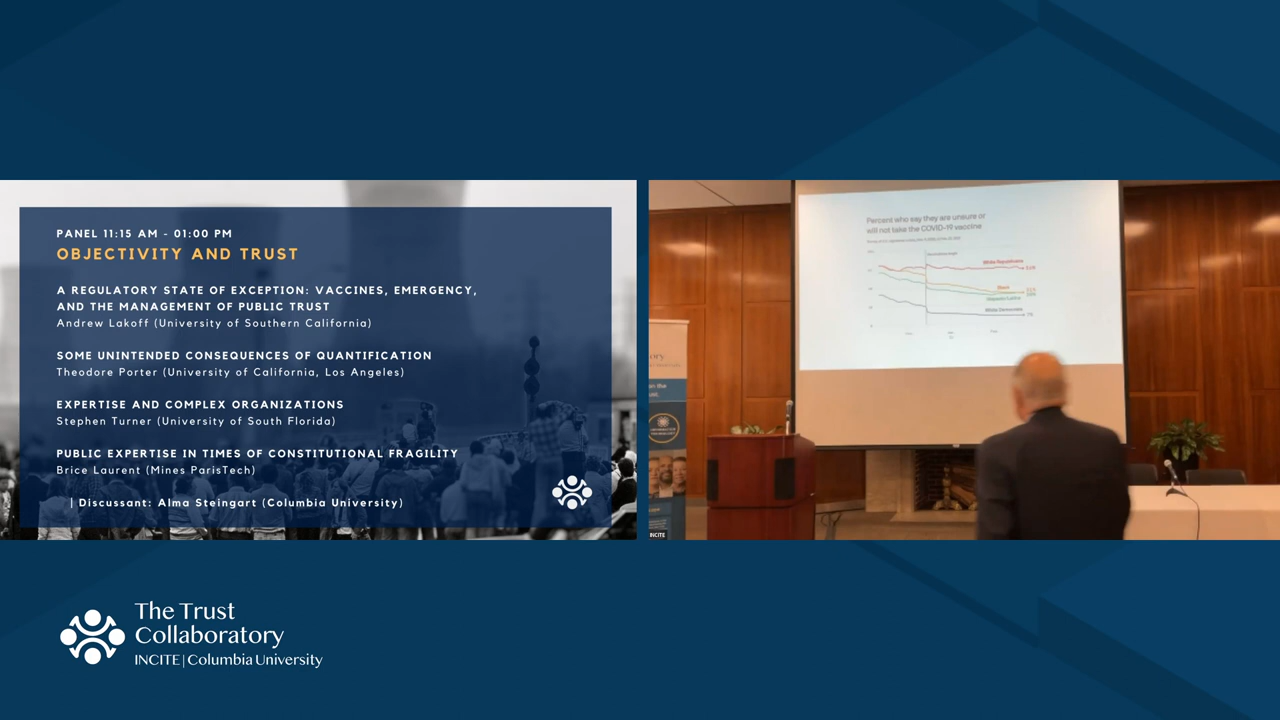 PANEL 11:15 AM - 01:00 PM
OBJECTIVITY AND TRUST
A REGULATORY STATE OF EXCEPTION: VACCINES, EMERGENCY,
AND THE MANAGEMENT OF PUBLIC TRUST
Andrew Lakoff (University of Southern California)
SOME UNINTENDED CONSEQUENCES OF QUANTIFICATION
Theodore Porter (University of California, Los Angeles)
EXPERTISE AND COMPLEX ORGANIZATIONS
Stephen Turner (University of South Florida)
PUBLIC EXPERTISE IN TIMES OF CONSTITUTIONAL FRAGILITY
Brice Laurent (Mines ParisTech)
| Discussant: Alma Steingart (Columbia University)
Percent who say they are unsure or
will not take the COVID-19 vaccine
White Republicans
Black
White Democrats
INCITE
The Trust
Collaboratory
INCITE | Columbia University